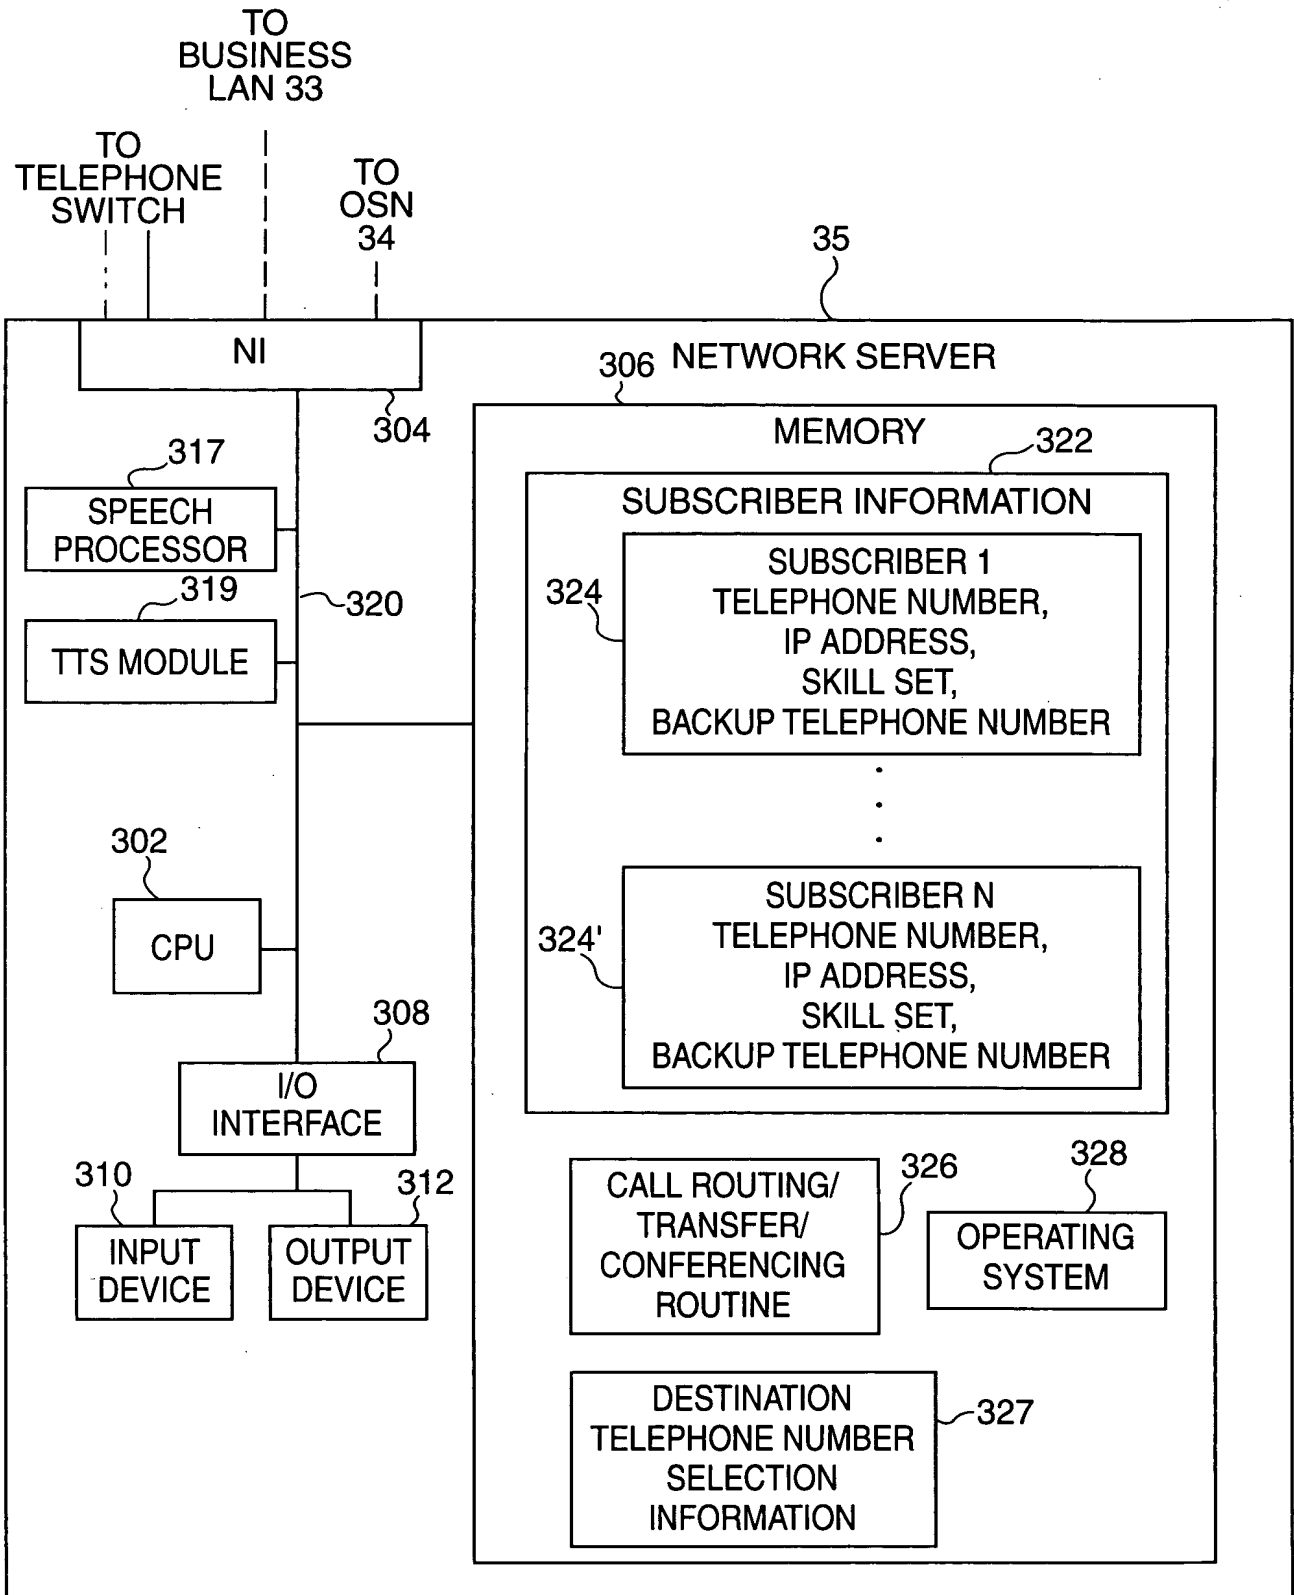 TO
BUSINESS
LAN 33
TO
TELEPHONE
SWITCH
TO
OSN
34
35
NI
NETWORK SERVER
304
306
MEMORY
317
SPEECH
PROCESSOR
319
TTS MODULE
320
322
SUBSCRIBER INFORMATION
324
SUBSCRIBER 1
TELEPHONE NUMBER,
IP ADDRESS,
SKILL SET,
BACKUP TELEPHONE NUMBER
302
CPU
324'
SUBSCRIBER N
TELEPHONE NUMBER,
IP ADDRESS,
SKILL SET,
BACKUP TELEPHONE NUMBER
308
I/O
INTERFACE
310
INPUT
DEVICE
312
OUTPUT
DEVICE
326
CALL ROUTING/
TRANSFER/
CONFERENCING
ROUTINE
328
OPERATING
SYSTEM
DESTINATION
TELEPHONE NUMBER
SELECTION
INFORMATION
327